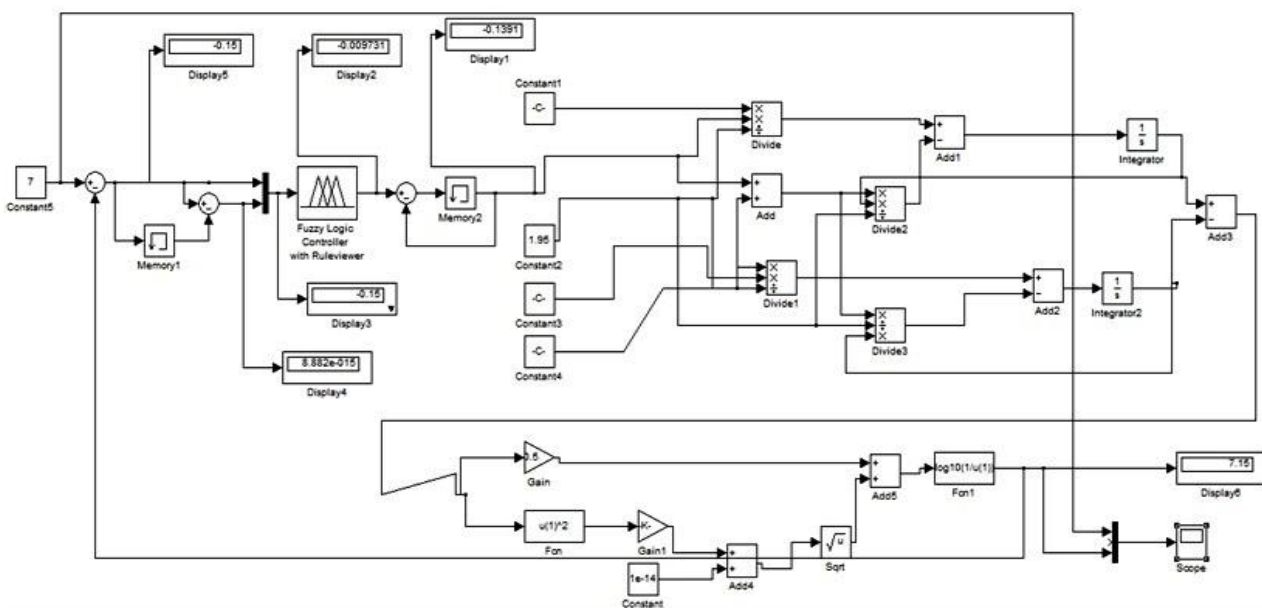 -0.15
Display5
-0.009731
Display2
-0.1391
Display1
Constant1
-C-
Divide
Add1
1
s
Integrator
7
Constant5
Memory1
Fuzzy Logic
Controller
with Ruleviewer
Memory2
Add
Divide2
Add3
1.95
Constant2
-0.15
Display3
-C-
Constant3
Divide1
Add2
1
s
Integrator2
8.882e-015
Display4
-C-
Constant4
Divide3
0.5
Gain
Add5
log10(1/u(1))
Fcn1
7.15
Display6
u(1)^2
Fcn
-K-
Gain1
Add4
√u
Sqrt
Scope
1e-14
Constant